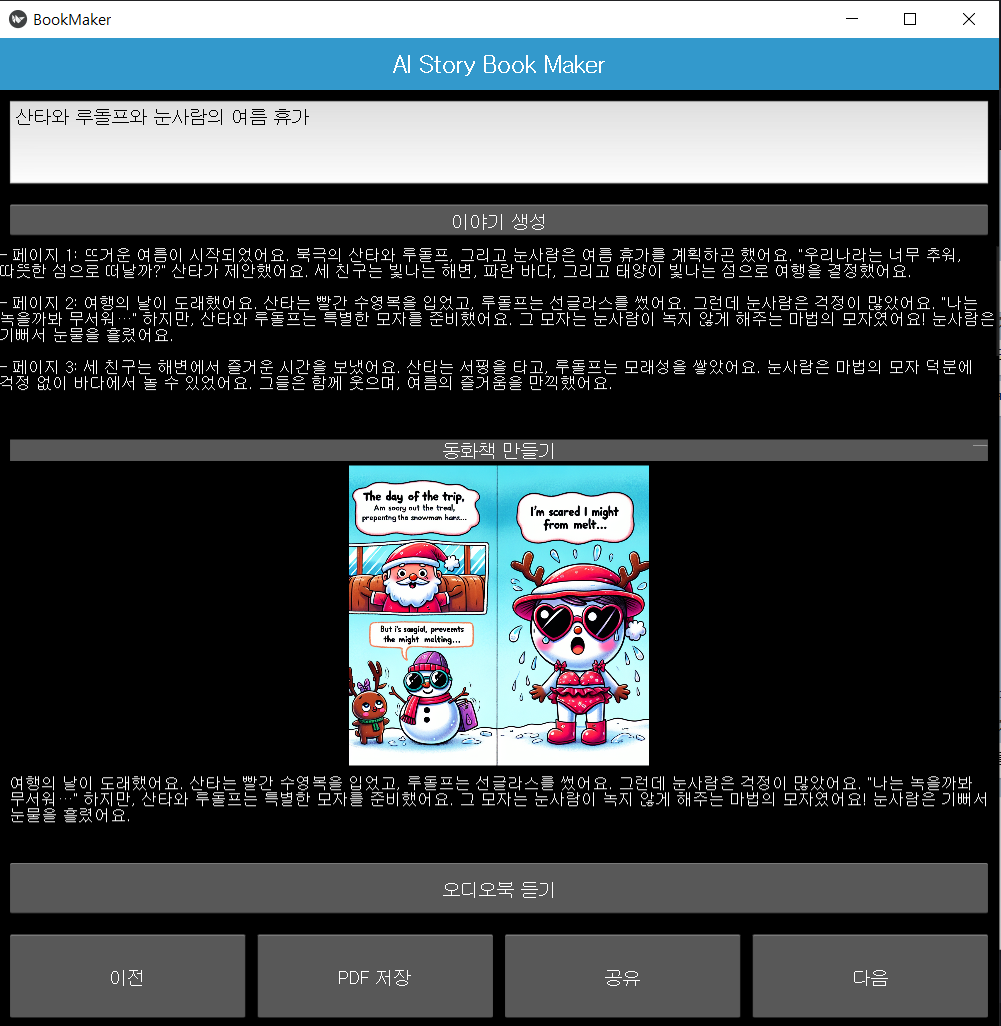 BookMaker
AI Story Book Maker
산타와 루돌프와 눈사람의 여름 휴가
이야기 생성
- 페이지 1: 뜨거운 여름이 시작되었어요. 북극의 산타와 루돌프, 그리고 눈사람은 여름 휴가를 계획하곤 했어요. "우리나라는 너무 추워,
따뜻한 섬으로 떠날까?" 산타가 제안했어요. 세 친구는 빛나는 해변, 파란 바다, 그리고 태양이 빛나는 섬으로 여행을 결정했어요.
- 페이지 2: 여행의 날이 도래했어요. 산타는 빨간 수영복을 입었고, 루돌프는 선글라스를 썼어요. 그런데 눈사람은 걱정이 많았어요. "나는
녹을까봐 무서워…" 하지만, 산타와 루돌프는 특별한 모자를 준비했어요. 그 모자는 눈사람이 녹지 않게 해주는 마법의 모자였어요! 눈사람은
기뻐서 눈물을 흘렸어요.
- 페이지 3: 세 친구는 해변에서 즐거운 시간을 보냈어요. 산타는 서핑을 타고, 루돌프는 모래성을 쌓았어요. 눈사람은 마법의 모자 덕분에
걱정 없이 바다에서 놀 수 있었어요. 그들은 함께 웃으며, 여름의 즐거움을 만끽했어요.
동화책 만들기
The day of the trip,
Am soory out the treal,
prepenting the snowman hans...
I'm scared I might
from melt...
But i's saagial, prevemts
the might melting...
여행의 날이 도래했어요. 산타는 빨간 수영복을 입었고, 루돌프는 선글라스를 썼어요. 그런데 눈사람은 걱정이 많았어요. "나는 녹을까봐
무서워…" 하지만, 산타와 루돌프는 특별한 모자를 준비했어요. 그 모자는 눈사람이 녹지 않게 해주는 마법의 모자였어요! 눈사람은 기뻐서
눈물을 흘렸어요.
오디오북 듣기
이전
PDF 저장
공유
다음